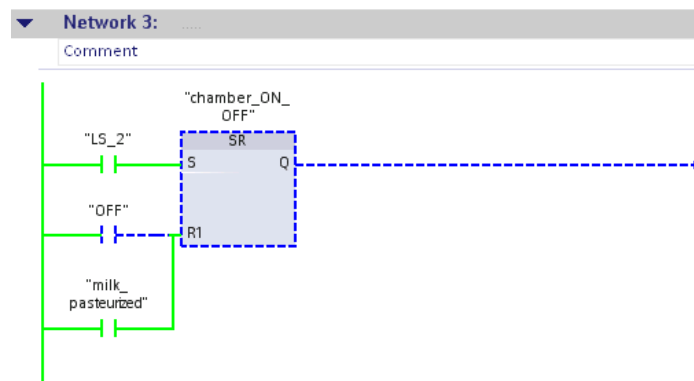 Network 3: .....
Comment
"chamber_ON_
OFF"
"LS_2"
SR
S
Q
"OFF"
R1
"milk_
pasteurized"